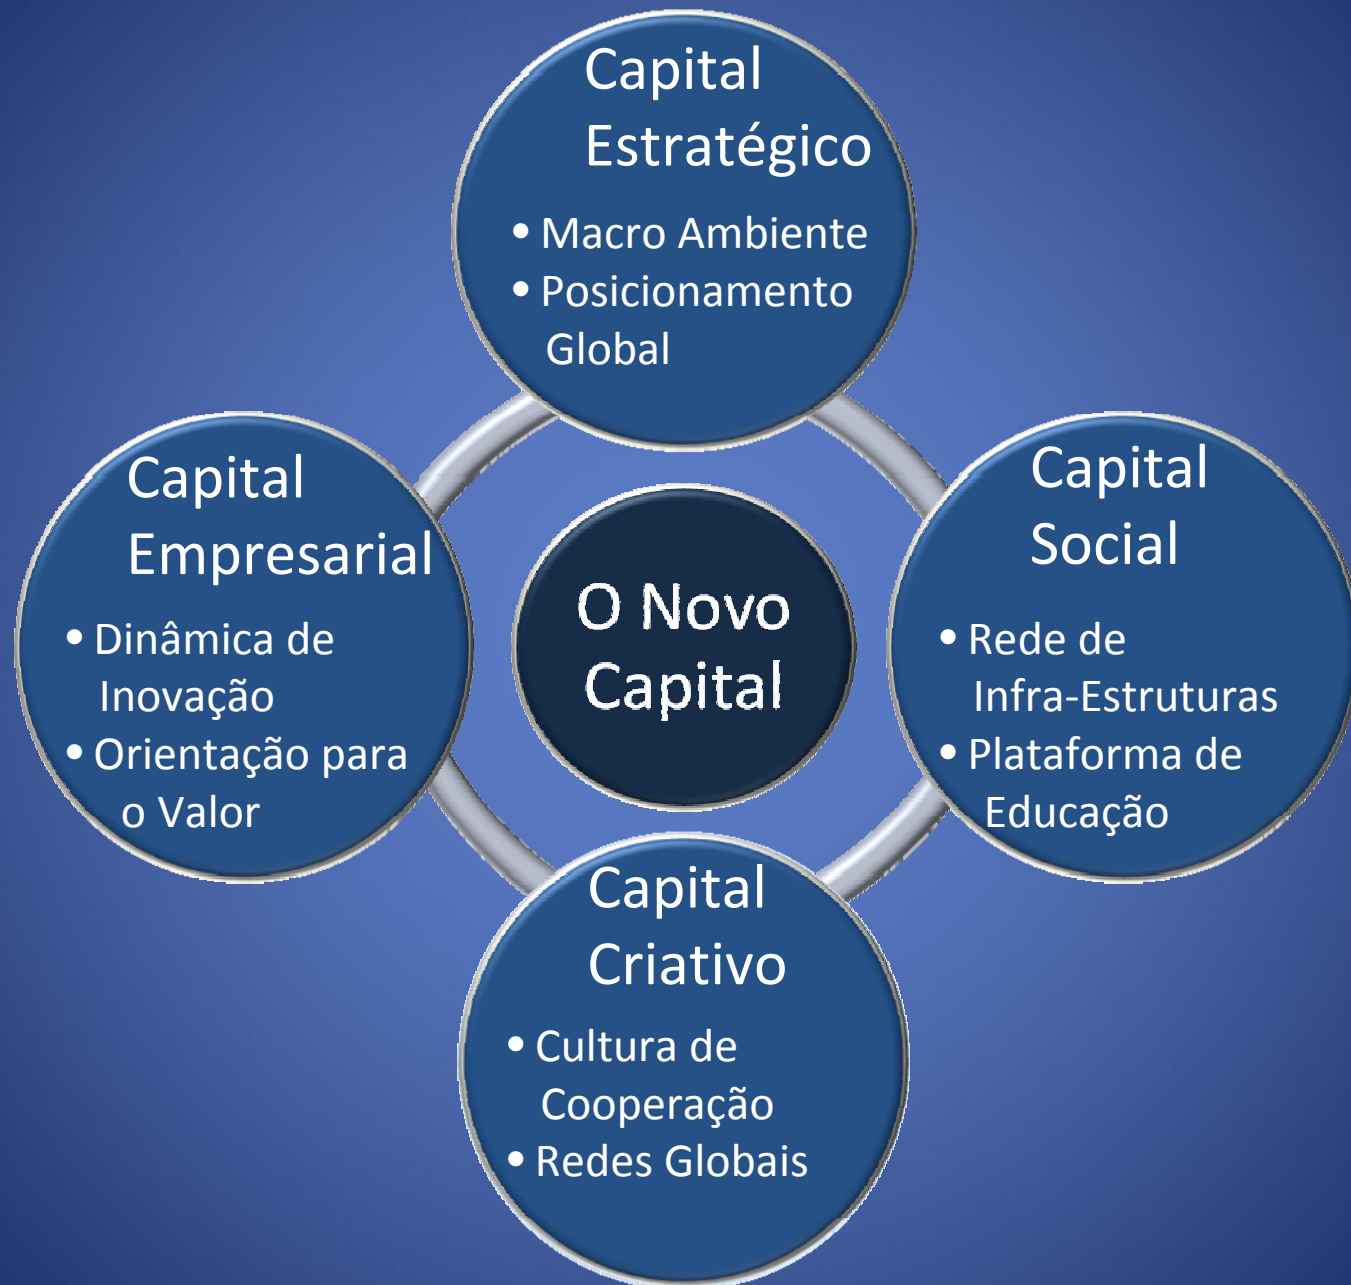 Capital
Estratégico
• Macro Ambiente
• Posicionamento
Global
Capital
Empresarial
• Dinâmica de
Inovação
• Orientação para
o Valor
O Novo
Capital
Capital
Social
• Rede de
Infra-Estruturas
• Plataforma de
Educação
Capital
Criativo
• Cultura de
Cooperação
• Redes Globais